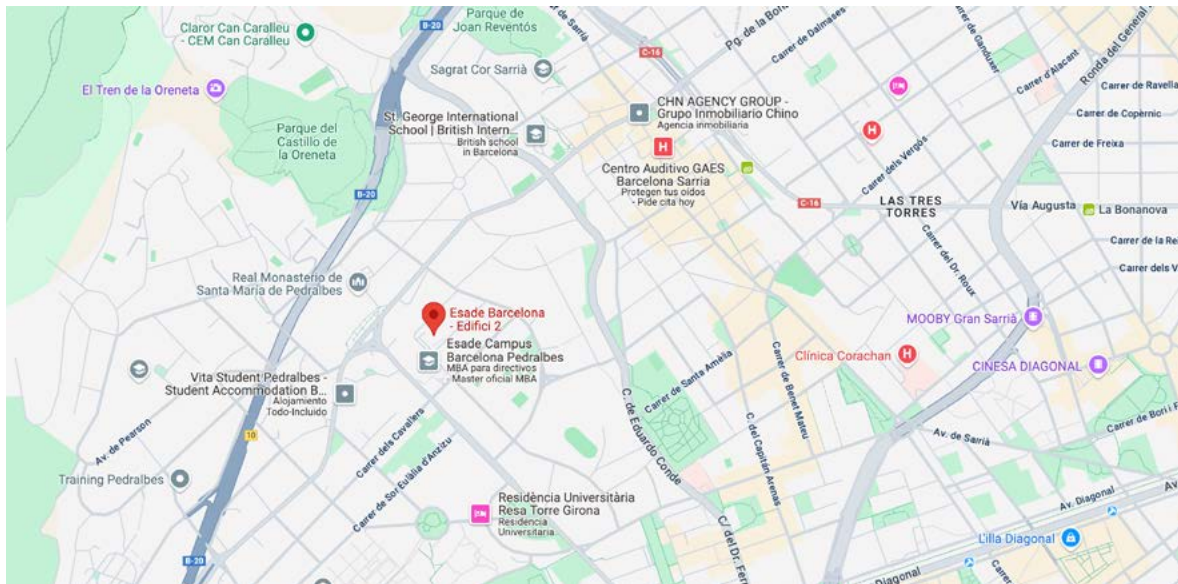 Claror Can Caralleu
- CEM Can Caralleu
B-20
Parque de
Joan Reventós
de Sarrià
C-16
Pg. de la Bona
Carrer de Dalmases
Carrer de Ganduxer
Carrer d'Alacant
Ronda del General
Carrer de Ravella
Carrer de Copernic
Carrer de Freixa
El Tren de la Oreneta
Sagrat Cor Sarrià
CHN AGENCY GROUP -
Grupo Inmobiliario Chino
Agencia inmobiliaria
St. George International
School | British Intern...
British school
in Barcelona
Parque del
Castillo de
la Oreneta
Centro Auditivo GAES
Barcelona Sarria
Protegen tus oídos
- Pide cita hoy
Carrer dels Vergós
B-20
C-16
LAS TRES
TORRES
Vía Augusta
La Bonanova
Carrer de la Re
Carrer dels V
Carrer del Dr. Roux
Real Monasterio de
Santa María de Pedralbes
Esade Barcelona
- Edifici 2
Esade Campus
Barcelona Pedralbes
MBA para directivos
Master oficial MBA
MOOBY Gran Sarrià
Clínica Corachan
CINESA DIAGONAL
Vita Student Pedralbes -
Student Accommodation B...
Alojamiento
Todo-Incluido
Carrer de Santa Amèlia
Carrer de Benet Mateu
C. de Eduardo Conde
C. del Capitán Arenas
Carrer de Bori i F
Av. de Sarrià
Av. de Pearson
10
Carrer dels Cavallers
Carrer de Sor Eulàlia d'Anzizu
Training Pedralbes
Residència Universitària
Resa Torre Girona
Residencia
Universitaria...
C/ del Dr. Ferr
Av. Diagonal
Av.
L'illa Diagonal
Diagonal
B-20